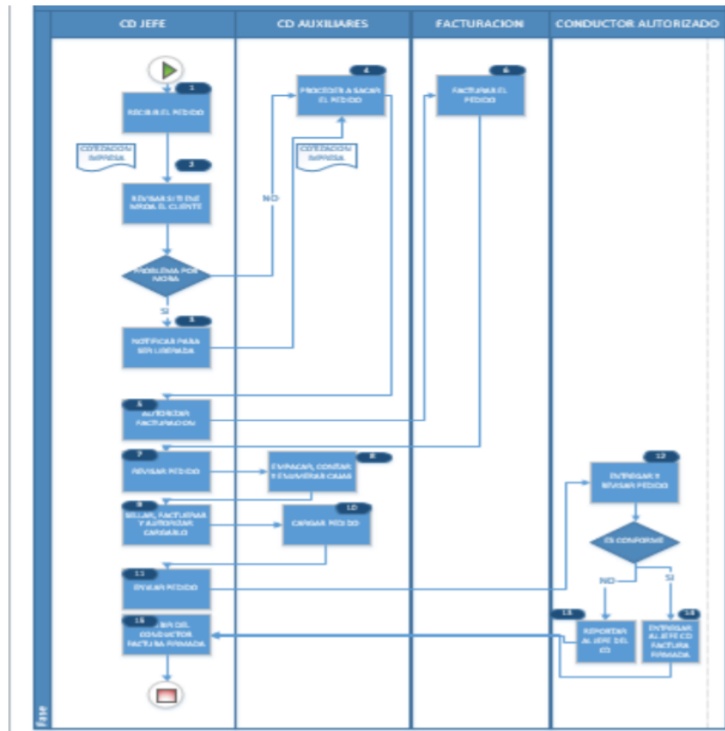 CD JEFE
CD AUXILIARES
FACTURACION
CONDUCTOR AUTORIZADO
1
RECIBIR EL PEDIDO
COTIZACION
IMPRESA
2
REVISAR SI TIENE
MORA EL CLIENTE
PROBLEMA POR
MORA
NO
SI
3
NOTIFICAR PARA
SER LIBERADA
4
PROCEDER A SACAR
EL PEDIDO
COTIZACION
IMPRESA
5
AUTORIZAR
FACTURACION
6
FACTURAR EL
PEDIDO
7
REVISAR PEDIDO
8
EMPACAR, CONTAR
Y ENUMERAR CAJAS
9
SELLAR, FACTURAR
Y AUTORIZAR
CARGARLO
10
CARGAR PEDIDO
11
ENVIAR PEDIDO
12
ENTREGAR Y
REVISAR PEDIDO
ES CONFORME
NO
SI
13
REPORTAR
AL JEFE DEL
CD
14
ENTREGAR
AL JEFE CD
FACTURA
FIRMADA
15
DEL
CONDUCTOR
FACTURA FIRMADA
Fase